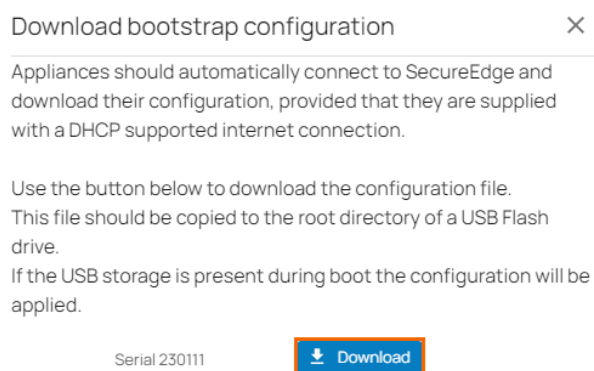 Download bootstrap configuration
Appliances should automatically connect to SecureEdge and
download their configuration, provided that they are supplied
with a DHCP supported internet connection.
Use the button below to download the configuration file.
This file should be copied to the root directory of a USB Flash
drive.
If the USB storage is present during boot the configuration will be
applied.
Serial 230111 Download